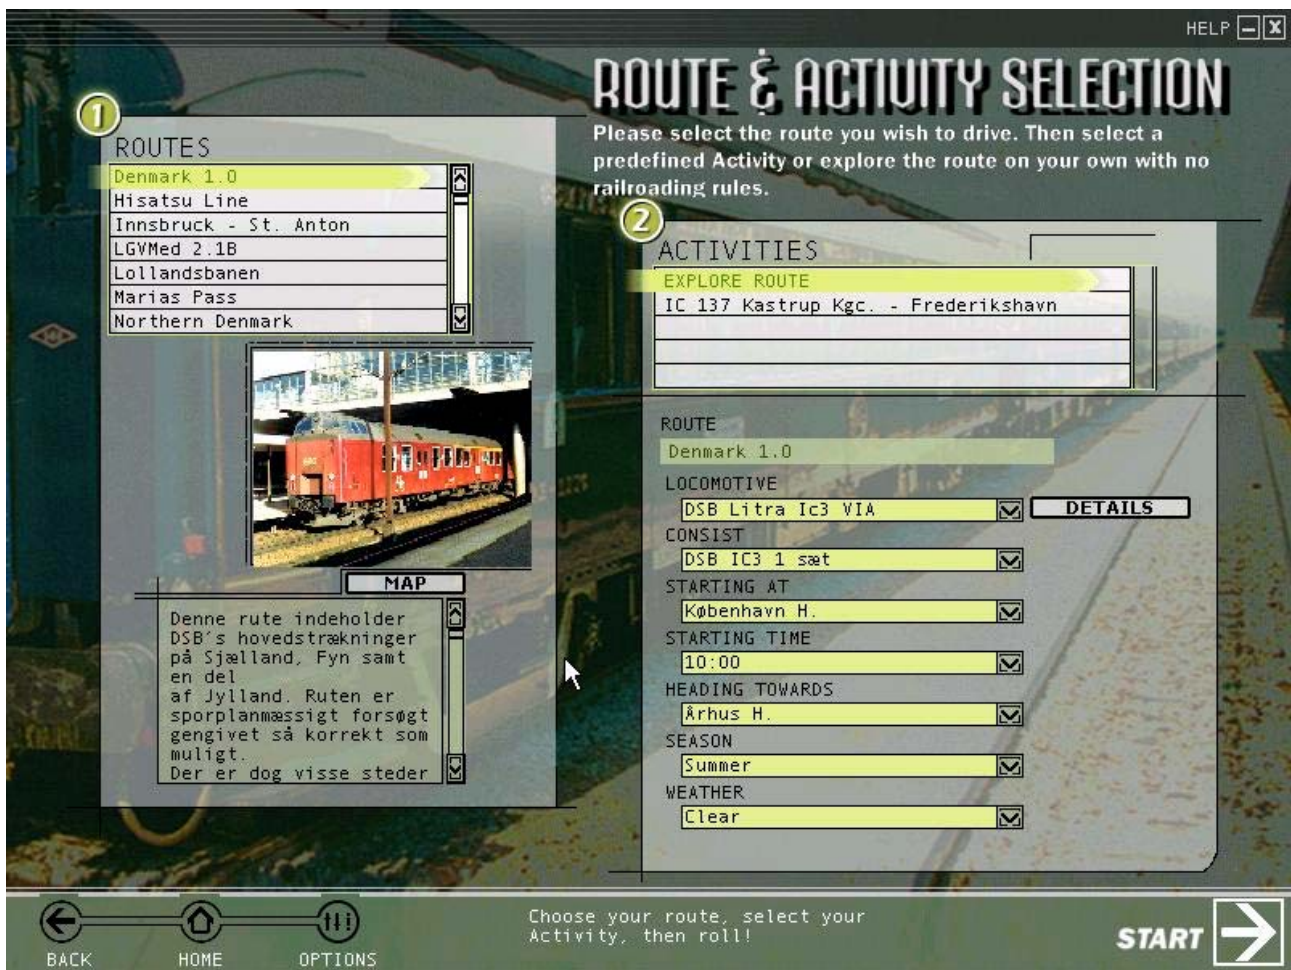 HELP
ROUTE & ACTIVITY SELECTION
Please select the route you wish to drive. Then select a
predefined Activity or explore the route on your own with no
railroading rules.
1
ROUTES
Denmark 1.0
Hisatsu Line
Innsbruck - St. Anton
LGVMed 2.1B
Lollandsbanen
Marias Pass
Northern Denmark
MAP
Denne rute indeholder
DSB´s hovedstrækninger
på Sjælland, Fyn samt
en del
af Jylland. Ruten er
sporplanmæssigt forsøgt
gengivet så korrekt som
muligt.
Der er dog visse steder
2
ACTIVITIES
EXPLORE ROUTE
IC 137 Kastrup Kgc. - Frederikshavn
ROUTE
Denmark 1.0
LOCOMOTIVE
DSB Litra Ic3 VIA
DETAILS
CONSIST
DSB IC3 1 sæt
STARTING AT
København H.
STARTING TIME
10:00
HEADING TOWARDS
Århus H.
SEASON
Summer
WEATHER
Clear
BACK
HOME
OPTIONS
Choose your route, select your
Activity, then roll!
START